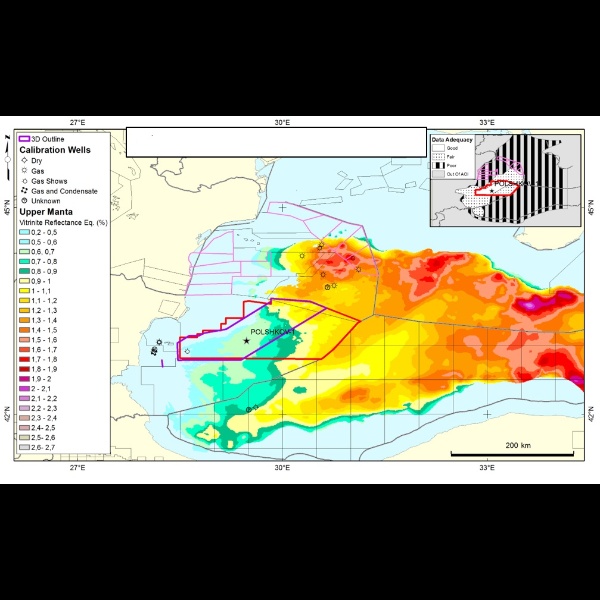 27°E
30°E
33°E
N
3D Outline
Calibration Wells
Dry
Gas
Gas Shows
Gas and Condensate
Unknown
Upper Manta
Vitrinite Reflectance Eq. (%)
0,2 - 0,5
0,5 - 0,6
0,6, 0,7
0,7 - 0,8
0,8 - 0,9
0,9 - 1
1 - 1,1
1,1 - 1,2
1,2 - 1,3
1,3 - 1,4
1,4 - 1,5
1,5 - 1,6
1,6 - 1,7
1,7 - 1,8
1,8 - 1,9
1,9 - 2
2 - 2,1
2,1 - 2,2
2,2 - 2,3
2,3 - 2,4
2,4- 2,5
2,5- 2,6
2,6- 2,7
Data Adequacy
Good
Fair
Poor
Out Of AOI
POLSHKOV-1
45°N
45°N
POLSHKOV-1
42°N
42°N
200 km
27°E
30°E
33°E